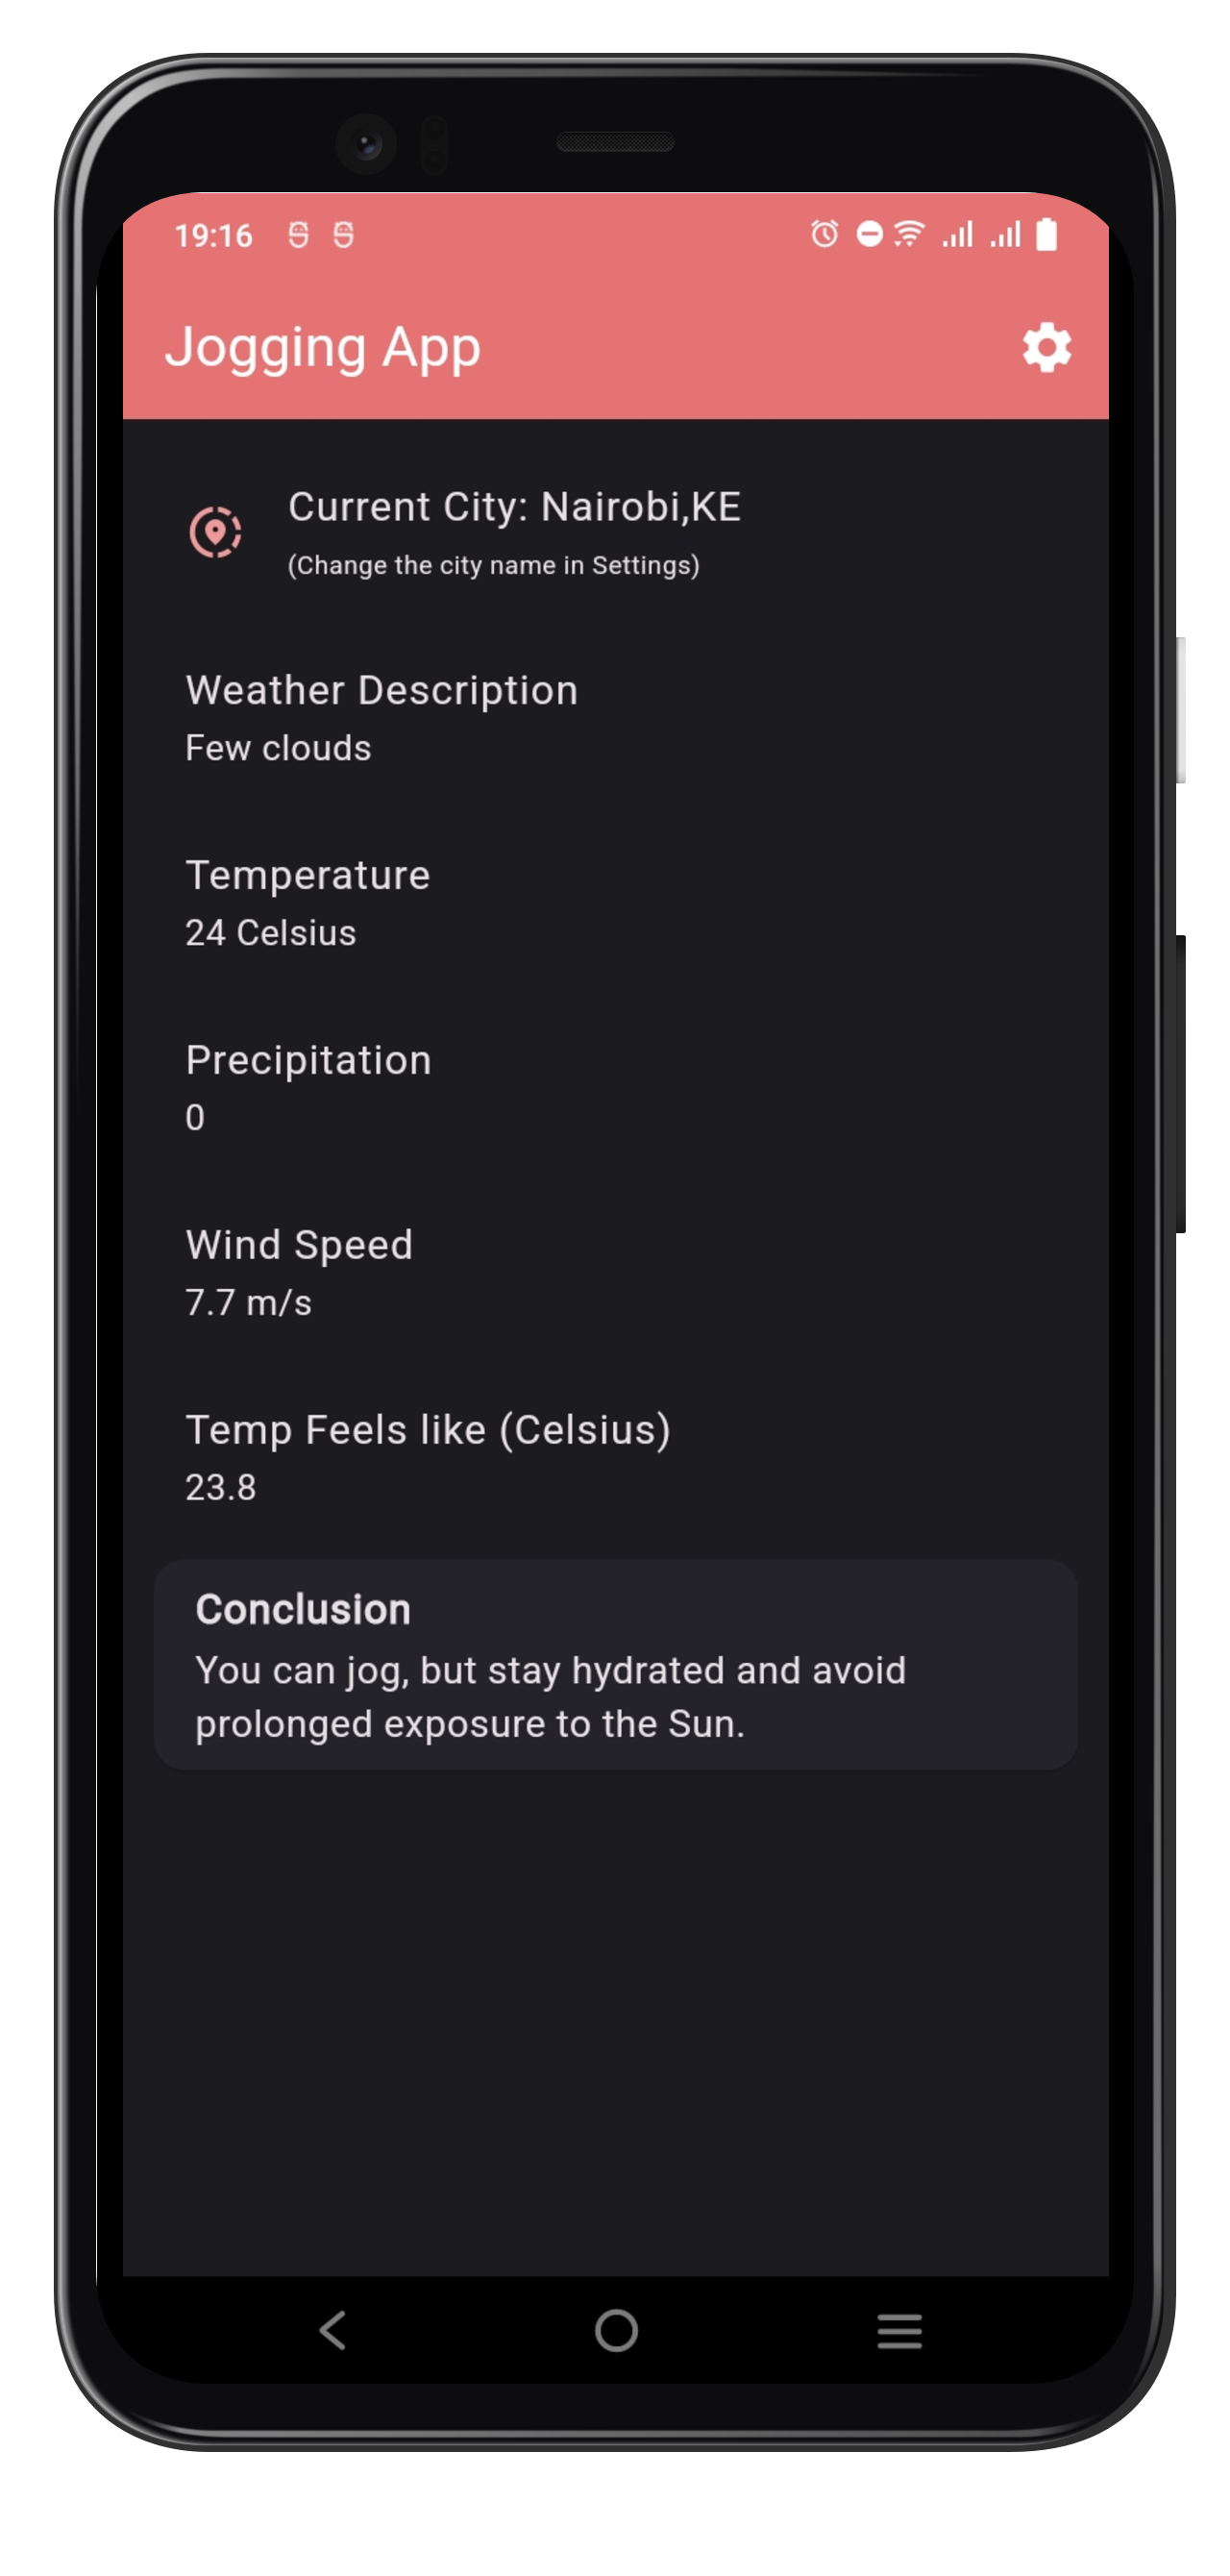 19:16
Jogging App
Current City: Nairobi,KE
(Change the city name in Settings)
Weather Description
Few clouds
Temperature
24 Celsius
Precipitation
0
Wind Speed
7.7 m/s
Temp Feels like (Celsius)
23.8
Conclusion
You can jog, but stay hydrated and avoid
prolonged exposure to the Sun.